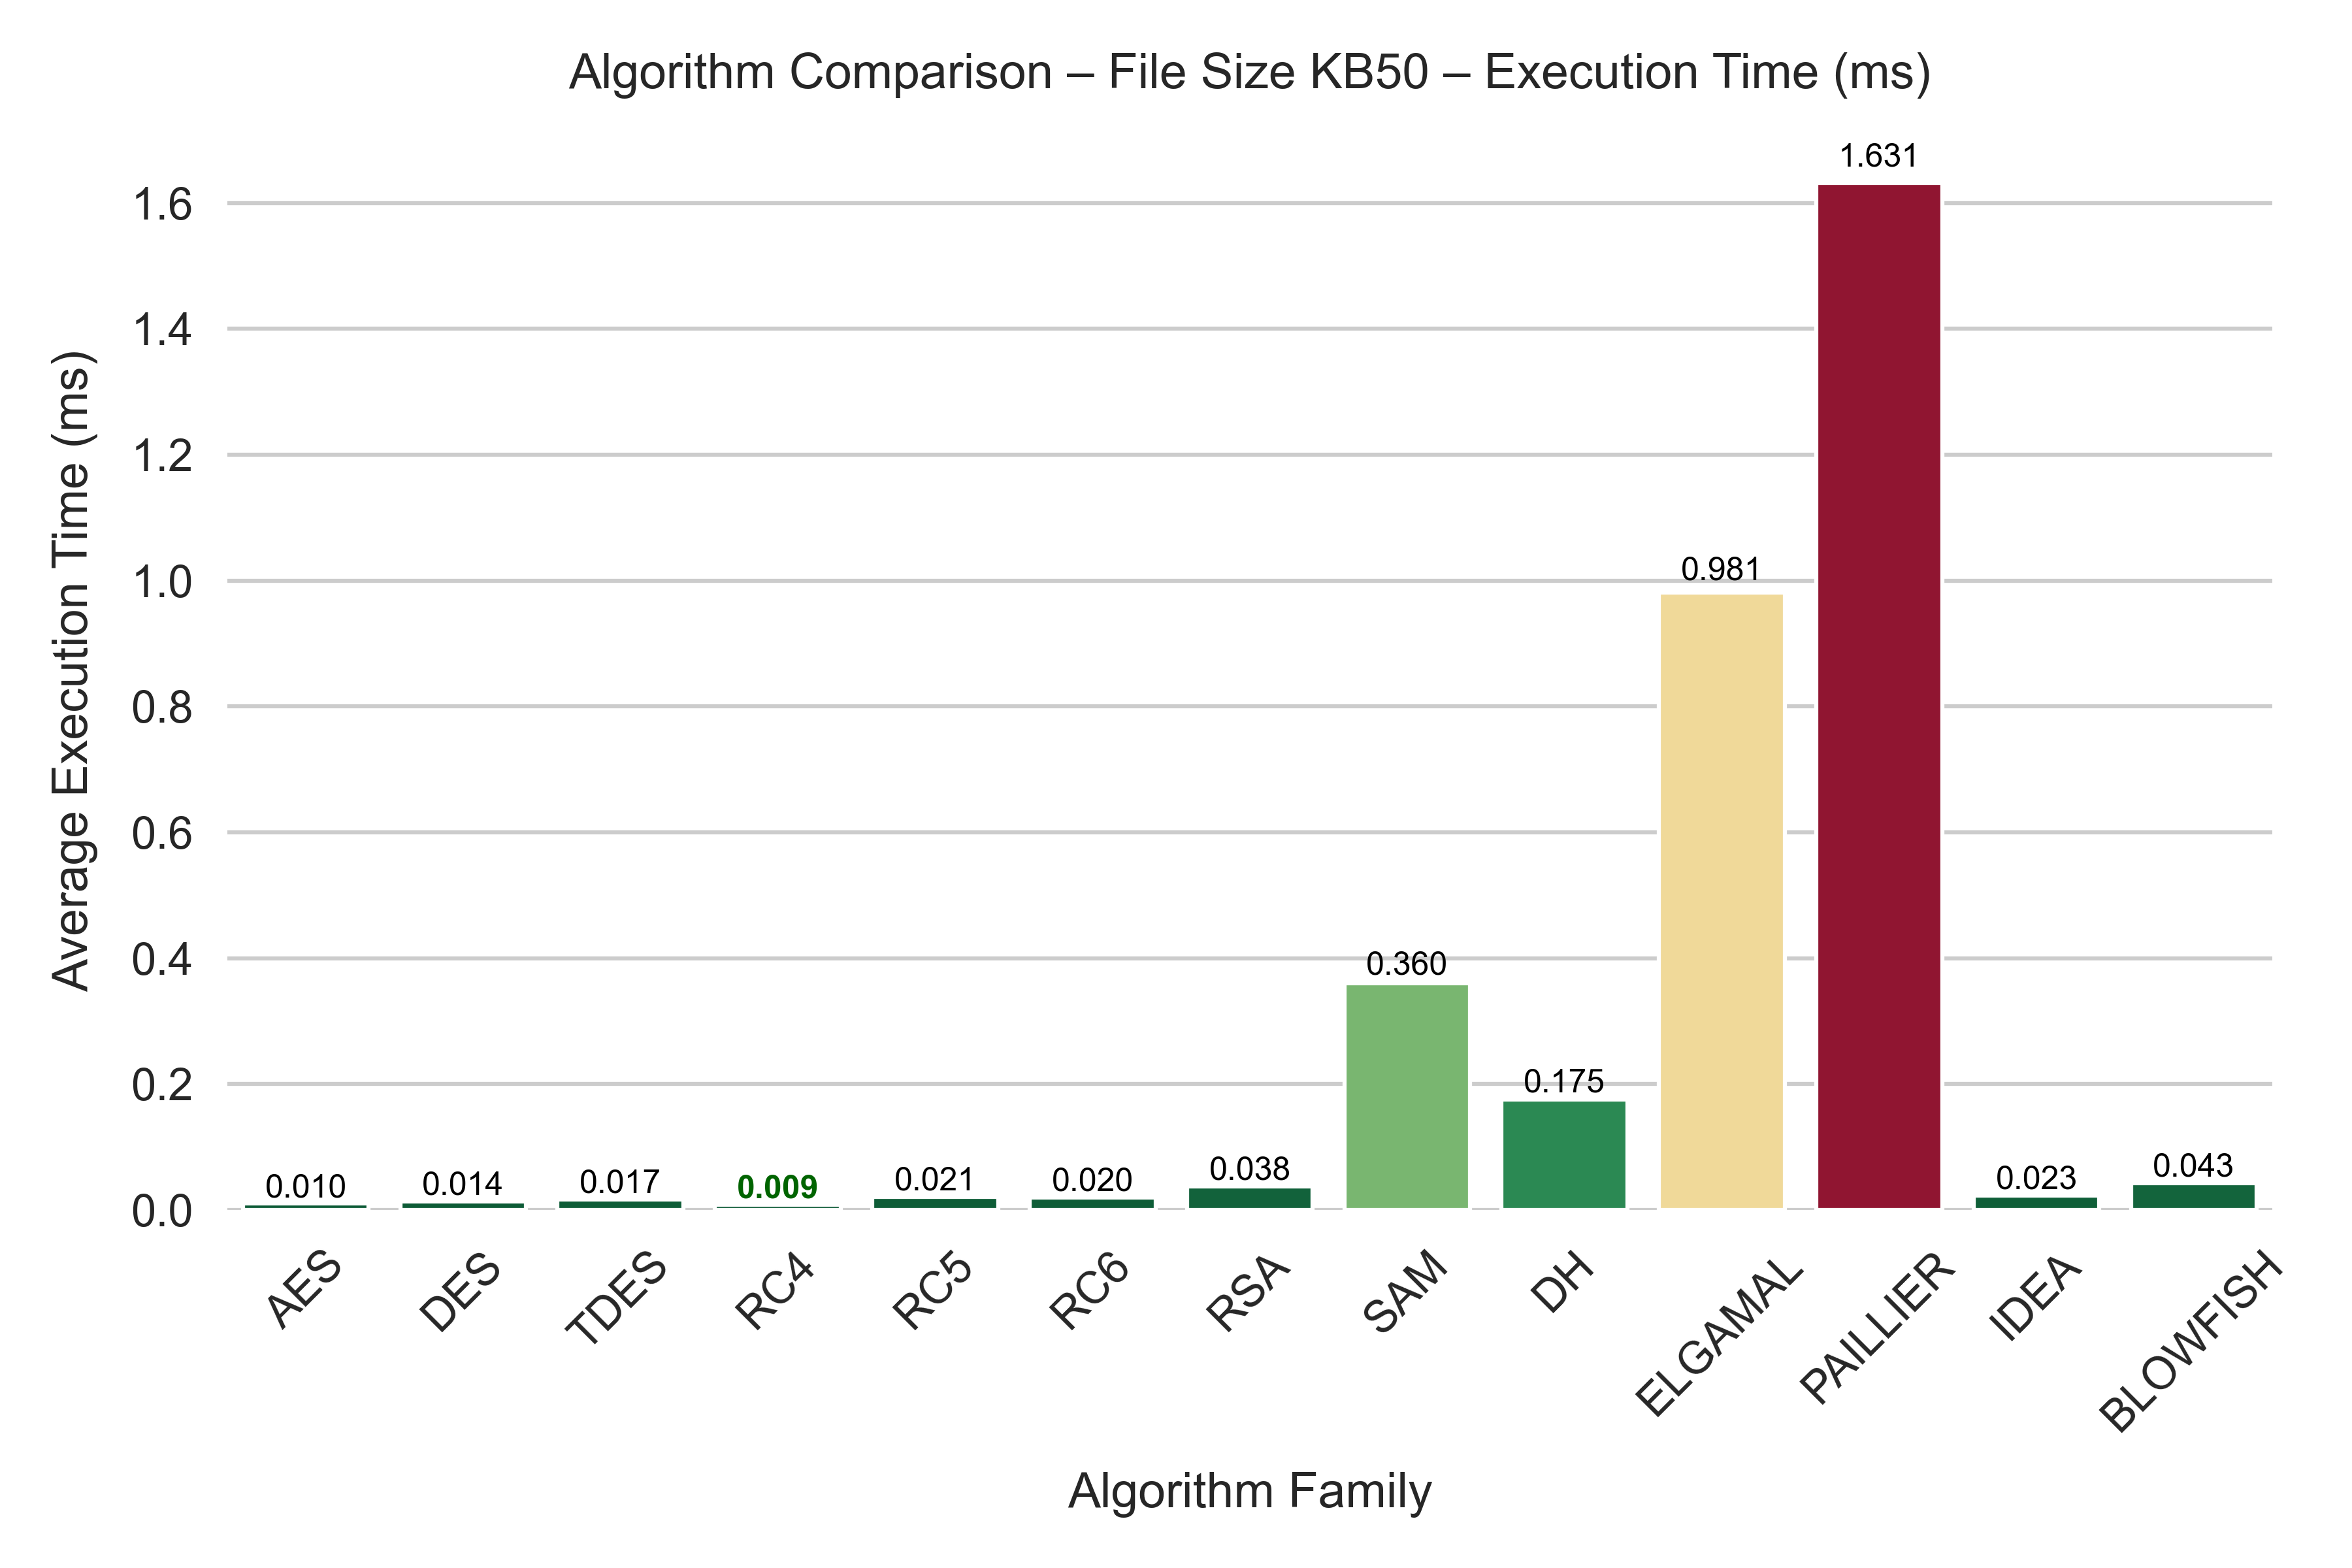 Algorithm Comparison – File Size KB50 – Execution Time (ms)
Average Execution Time (ms)
1.6
1.4
1.2
1.0
0.8
0.6
0.4
0.2
0.0
0.010
0.014
0.017
0.009
0.021
0.020
0.038
0.360
0.175
0.981
1.631
0.023
0.043
AES
DES
TDES
RC4
RC5
RC6
RSA
SAM
DH
ELGAMAL
PAILLIER
IDEA
BLOWFISH
Algorithm Family